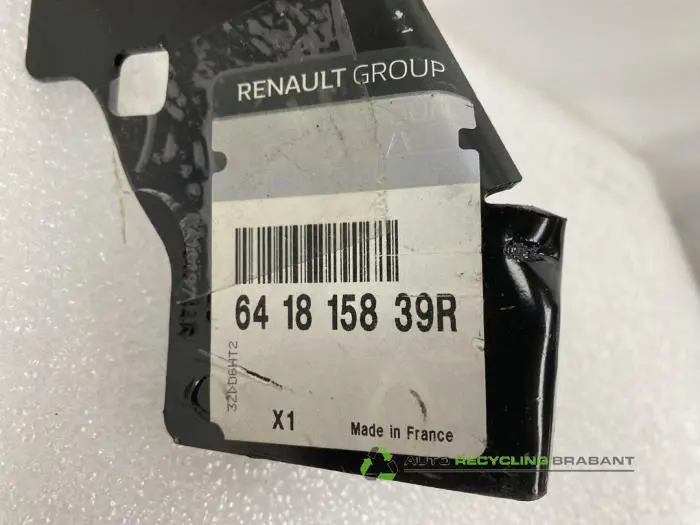 RENAULT GROUP
64 18 158 39R
X1
Made in France
AUTO RECYCLING BRABANT